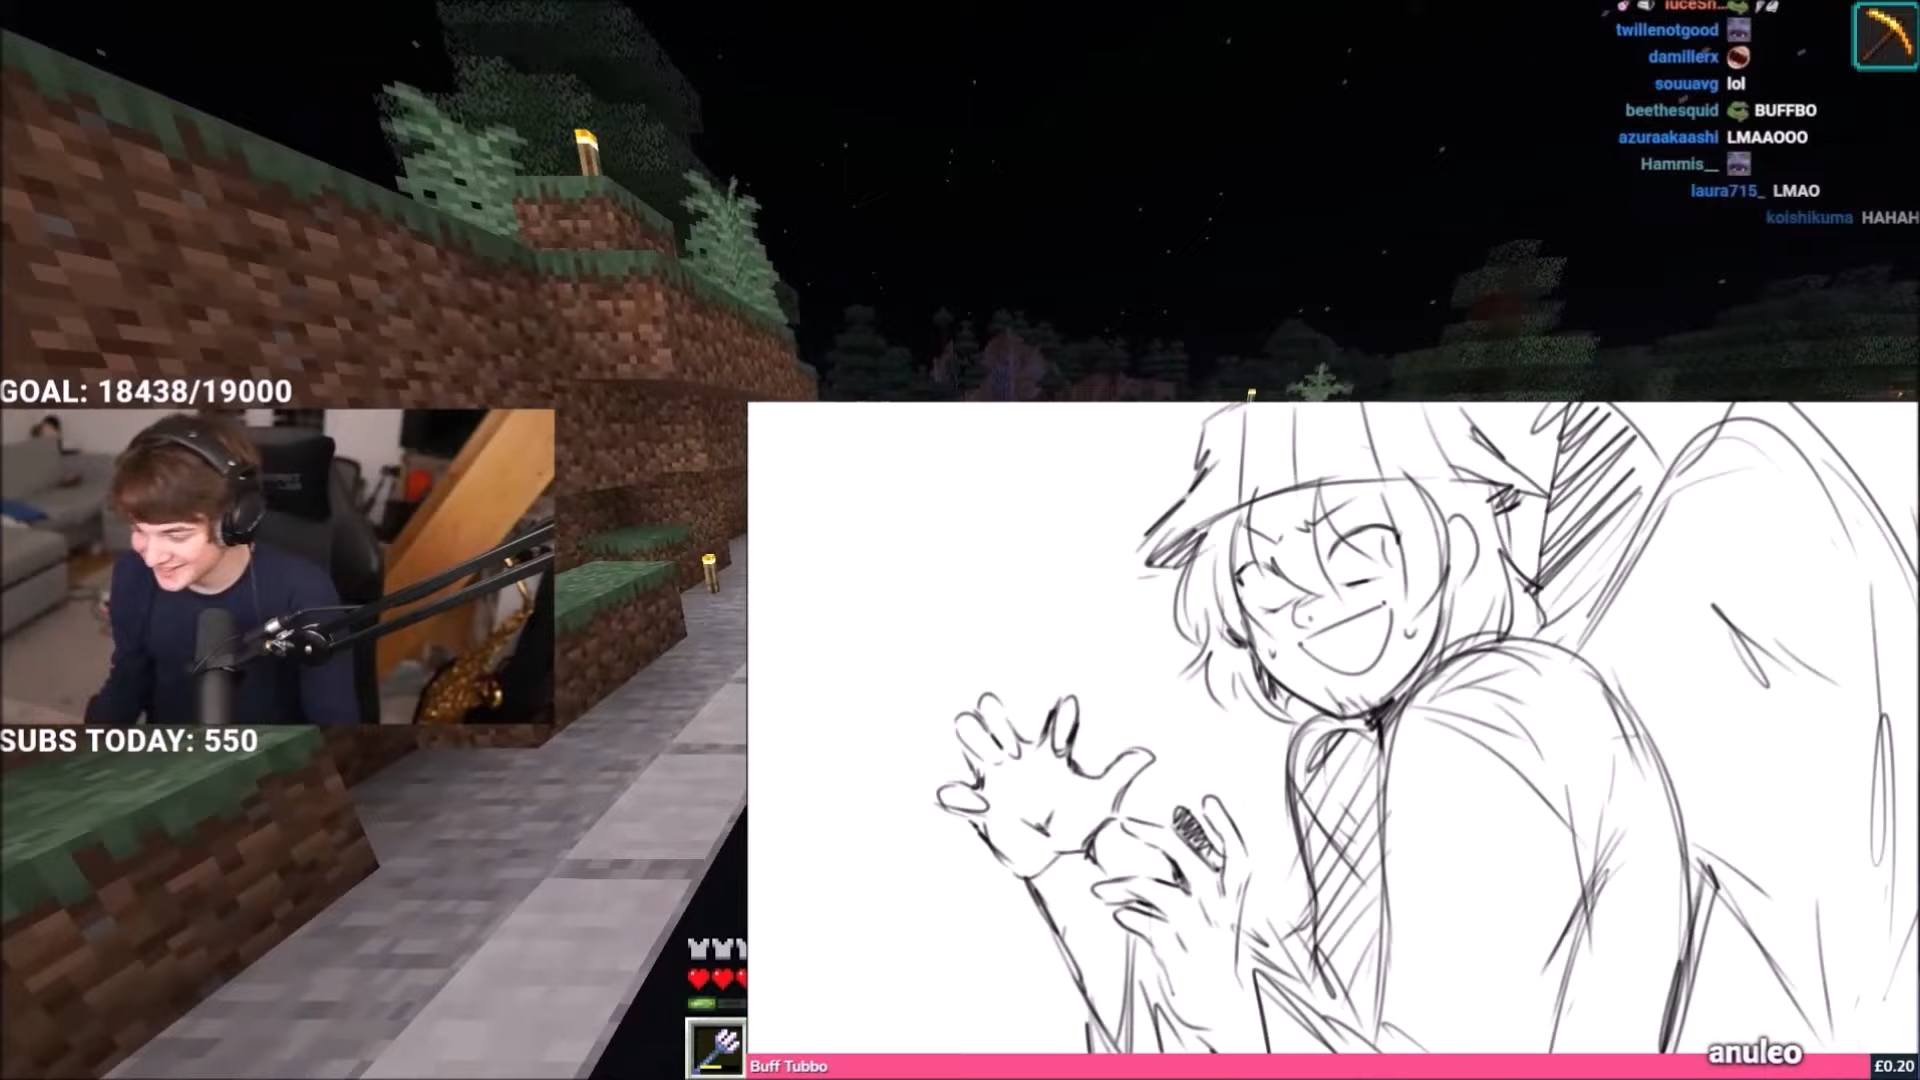 twillenotgood
damillerx
souuavg lol
beethesquid BUFFBO
azuraakaashi LMAAOOO
Hammis__
laura715_ LMAO
koishikuma HAHAH
GOAL: 18438/19000
SUBS TODAY: 550
anuleo
Buff Tubbo
£0.20